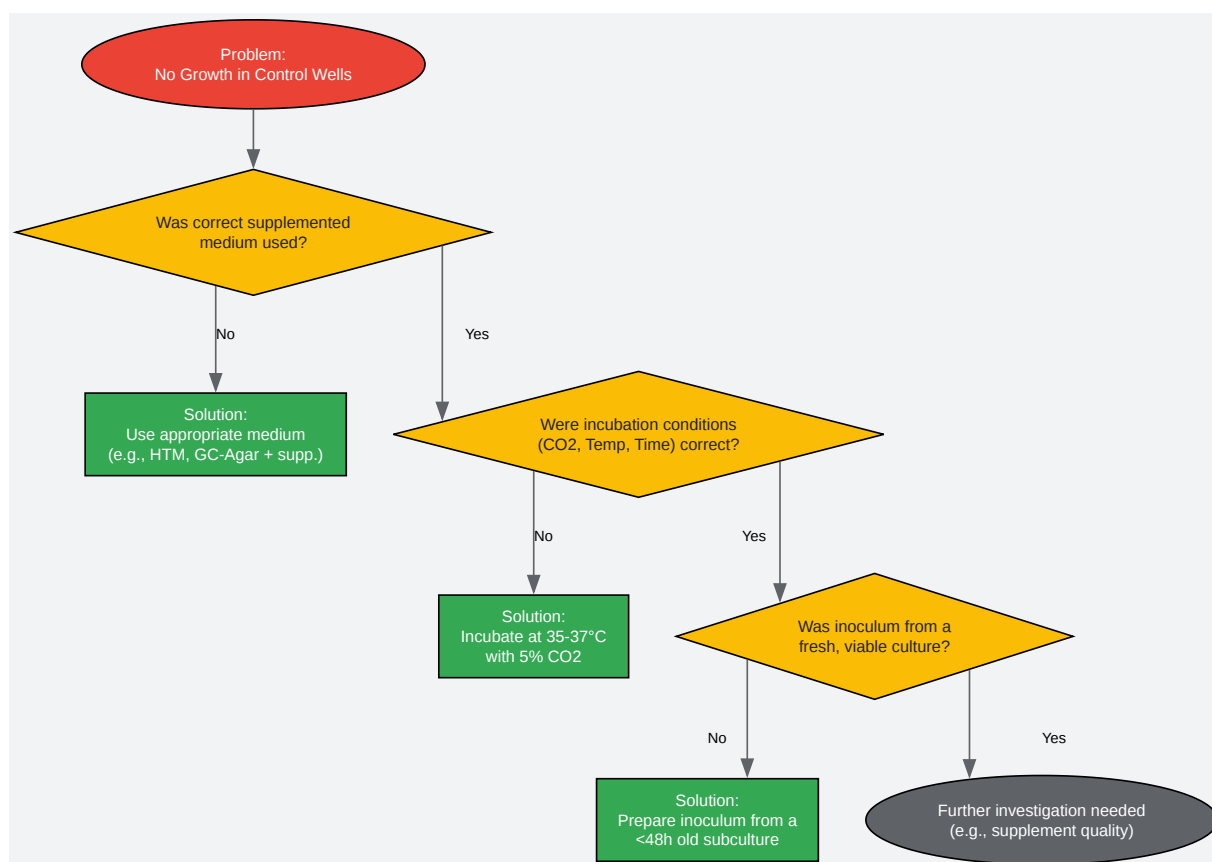 Problem:
No Growth in Control Wells
Was correct supplemented
medium used?
No
Yes
Solution:
Use appropriate medium
(e.g., HTM, GC-Agar + supp.)
Were incubation conditions
(CO2, Temp, Time) correct?
No
Yes
Solution:
Incubate at 35-37°C
with 5% CO2
Was inoculum from a
fresh, viable culture?
No
Yes
Solution:
Prepare inoculum from a
<48h old subculture
Further investigation needed
(e.g., supplement quality)